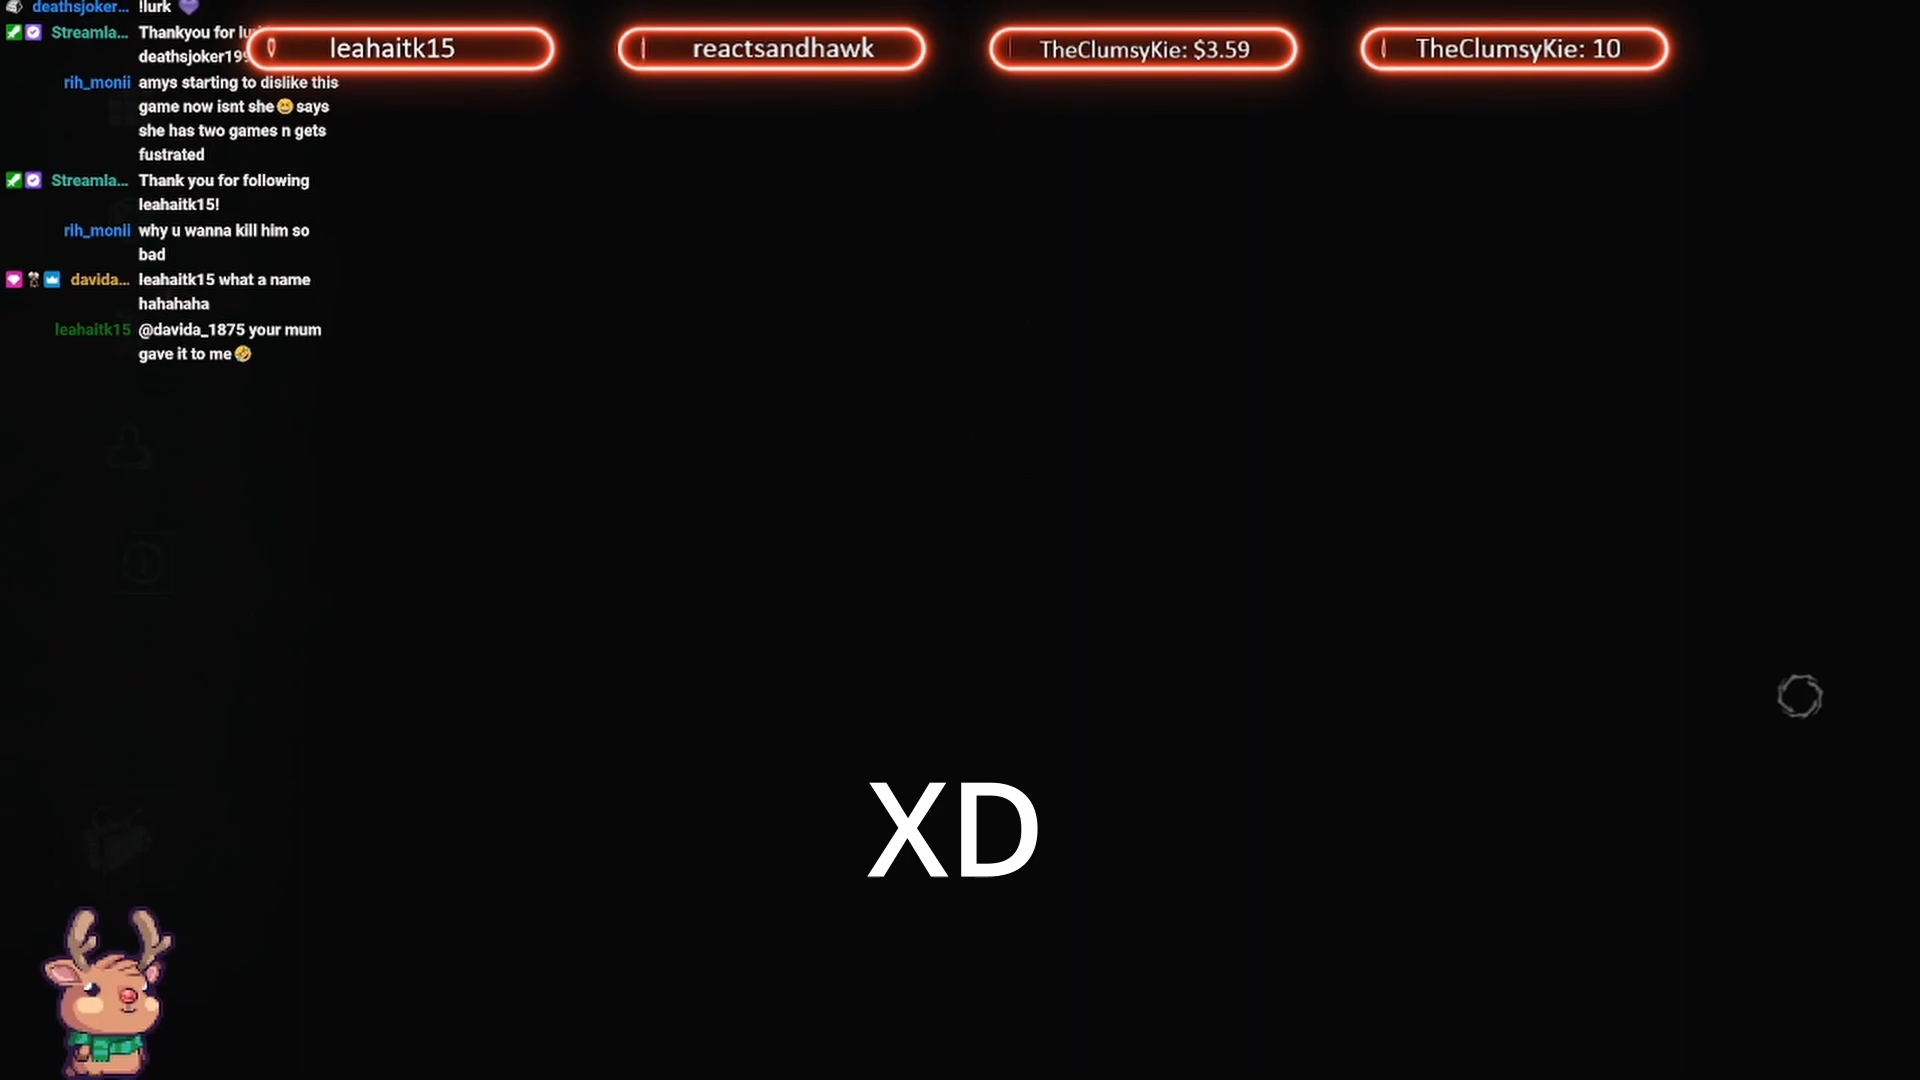 deathsjoker... !lurk
Streamla... Thankyou for lu
deathsjoker199
leahaitk15
reactsandhawk
TheClumsyKie: $3.59
TheClumsyKie: 10
rih_monii amys starting to dislike this
game now isnt she😆says
she has two games n gets
fustrated
Streamla... Thank you for following
leahaitk15!
rih_monii why u wanna kill him so
bad
davida... leahaitk15 what a name
hahahaha
leahaitk15 @davida_1875 your mum
gave it to me🤣
XD